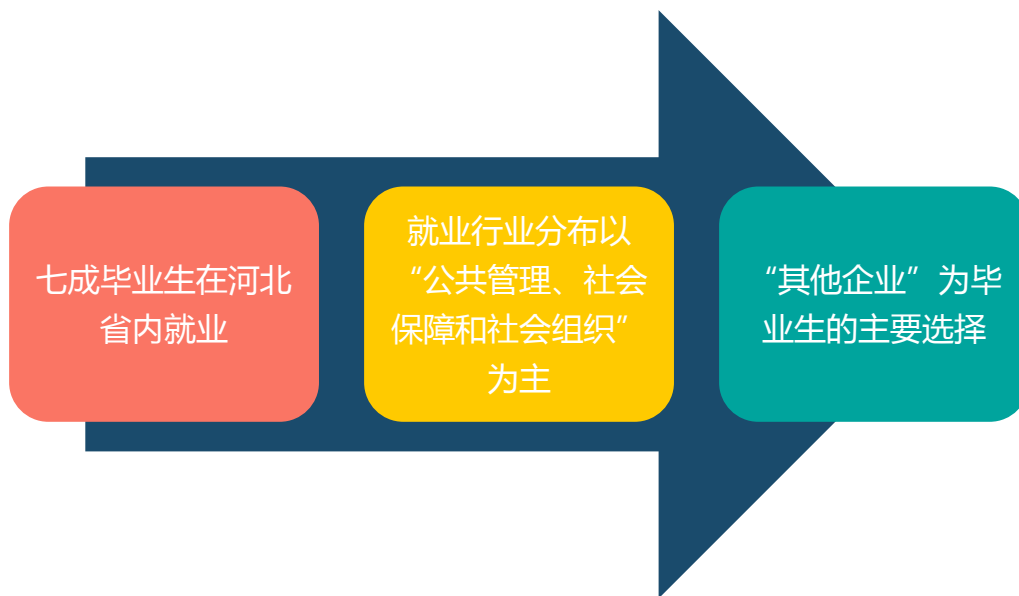 七成毕业生在河北
省内就业
就业行业分布以
“公共管理、社会
保障和社会组织”
为主
“其他企业”为毕
业生的主要选择